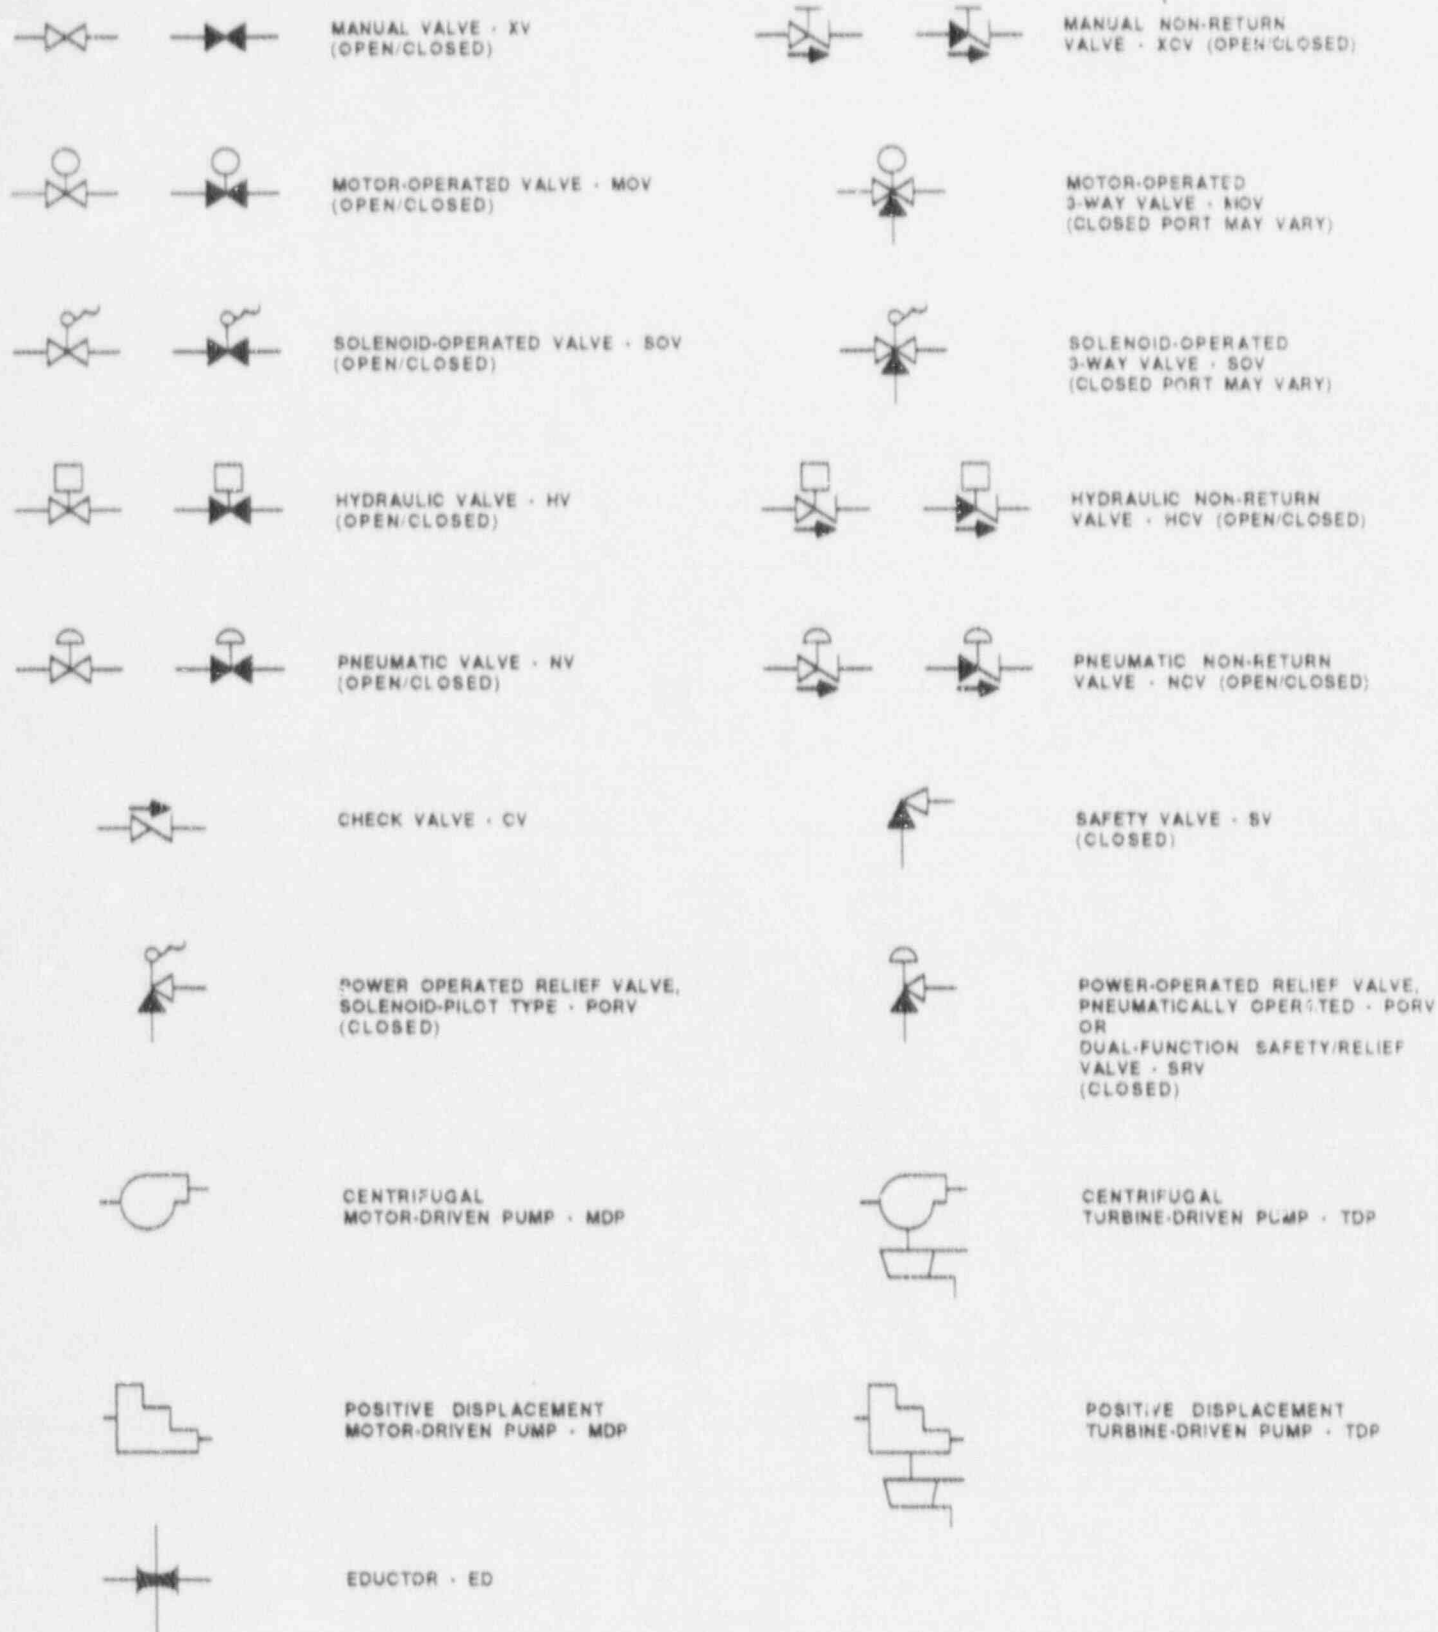 MANUAL VALVE - XV
(OPEN/CLOSED)
MANUAL NON-RETURN
VALVE - XCV (OPEN/CLOSED)
MOTOR-OPERATED VALVE - MOV
(OPEN/CLOSED)
MOTOR-OPERATED
3-WAY VALVE - MOV
(CLOSED PORT MAY VARY)
SOLENOID-OPERATED VALVE - SOV
(OPEN/CLOSED)
SOLENOID-OPERATED
3-WAY VALVE - SOV
(CLOSED PORT MAY VARY)
HYDRAULIC VALVE - HV
(OPEN/CLOSED)
HYDRAULIC NON-RETURN
VALVE - HCV (OPEN/CLOSED)
PNEUMATIC VALVE - NV
(OPEN/CLOSED)
PNEUMATIC NON-RETURN
VALVE - NCV (OPEN/CLOSED)
CHECK VALVE - CV
SAFETY VALVE - SV
(CLOSED)
POWER OPERATED RELIEF VALVE,
SOLENOID-PILOT TYPE - PORV
(CLOSED)
POWER-OPERATED RELIEF VALVE,
PNEUMATICALLY OPERATED - PORV
OR
DUAL-FUNCTION SAFETY/RELIEF
VALVE - SRV
(CLOSED)
CENTRIFUGAL
MOTOR-DRIVEN PUMP - MDP
CENTRIFUGAL
TURBINE-DRIVEN PUMP - TDP
POSITIVE DISPLACEMENT
MOTOR-DRIVEN PUMP - MDP
POSITIVE DISPLACEMENT
TURBINE-DRIVEN PUMP - TDP
EDUCTOR - ED